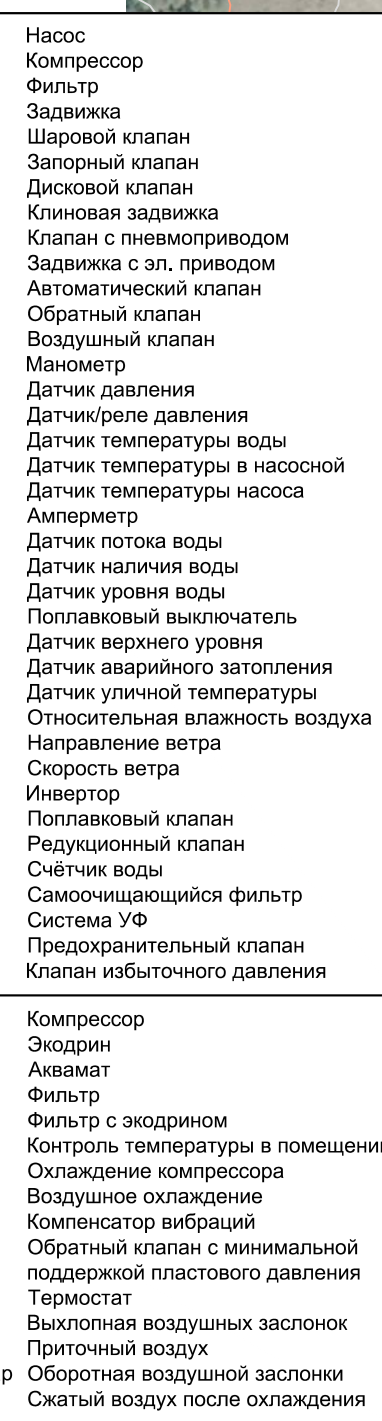 Насос
Компрессор
Фильтр
Задвижка
Шаровой клапан
Запорный клапан
Дисковой клапан
Клиновая задвижка
Клапан с пневмоприводом
Задвижка с эл. приводом
Автоматический клапан
Обратный клапан
Воздушный клапан
Манометр
Датчик давления
Датчик/реле давления
Датчик температуры воды
Датчик температуры в насосной
Датчик температуры насоса
Амперметр
Датчик потока воды
Датчик наличия воды
Датчик уровня воды
Поплавковый выключатель
Датчик верхнего уровня
Датчик аварийного затопления
Датчик уличной температуры
Относительная влажность воздуха
Направление ветра
Скорость ветра
Инвертор
Поплавковый клапан
Редукционный клапан
Счётчик воды
Самоочищающийся фильтр
Система УФ
Предохранительный клапан
Клапан избыточного давления
Компрессор
Экодрин
Аквамат
Фильтр
Фильтр с экодрином
Контроль температуры в помещени
Охлаждение компрессора
Воздушное охлаждение
Компенсатор вибраций
Обратный клапан с минимальной
поддержкой пластового давления
Термостат
Выхлопная воздушных заслонок
Приточный воздух
р Оборотная воздушной заслонки
Сжатый воздух после охлаждения